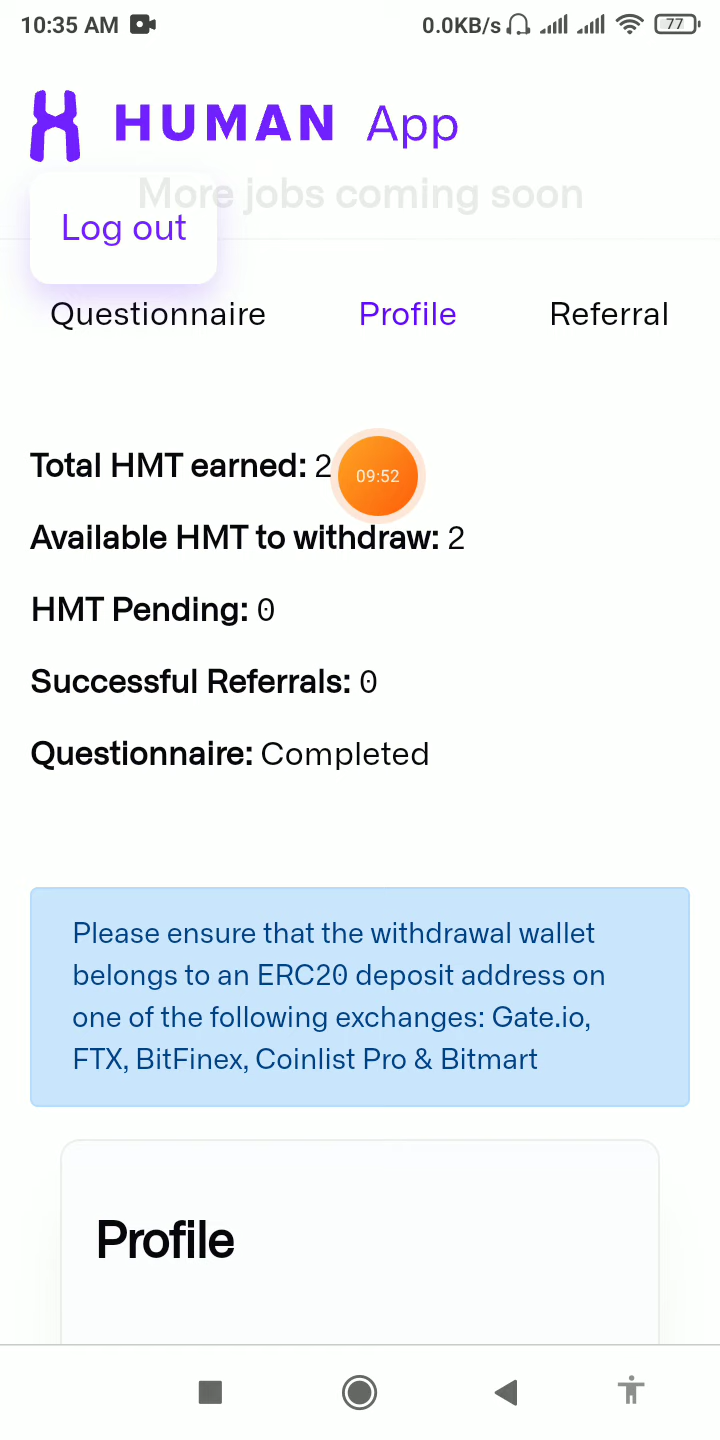 10:35 AM 0.0KB/s 77
HUMAN App
More jobs coming soon
Log out
Questionnaire Profile Referral
Total HMT earned: 2
09:52
Available HMT to withdraw: 2
HMT Pending: 0
Successful Referrals: 0
Questionnaire: Completed
Please ensure that the withdrawal wallet
belongs to an ERC20 deposit address on
one of the following exchanges: Gate.io,
FTX, BitFinex, Coinlist Pro & Bitmart
Profile